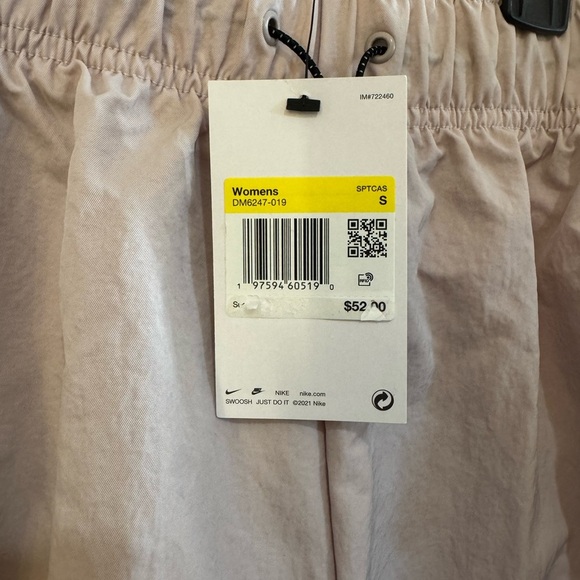 IM#722460
Womens SPTCAS
DM6247-019 S
1 97594 60519 0
$52.00
NIKE nike.com
SWOOSH JUST DO IT ©2021 Nike